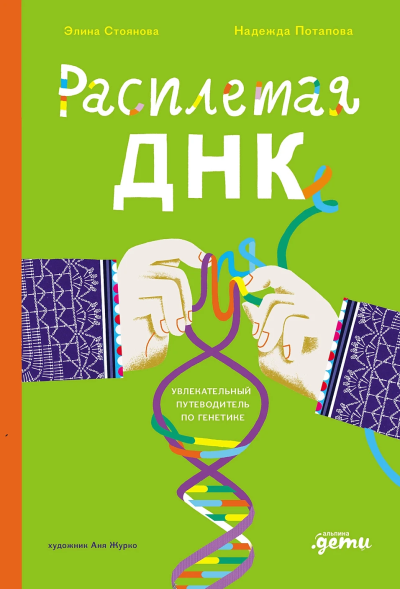 Элина Стоянова
Надежда Потапова
Расплетая
ДНК
УВЛЕКАТЕЛЬНЫЙ
ПУТЕВОДИТЕЛЬ
ПО ГЕНЕТИКЕ
художник Аня Журко
альпина
.дети